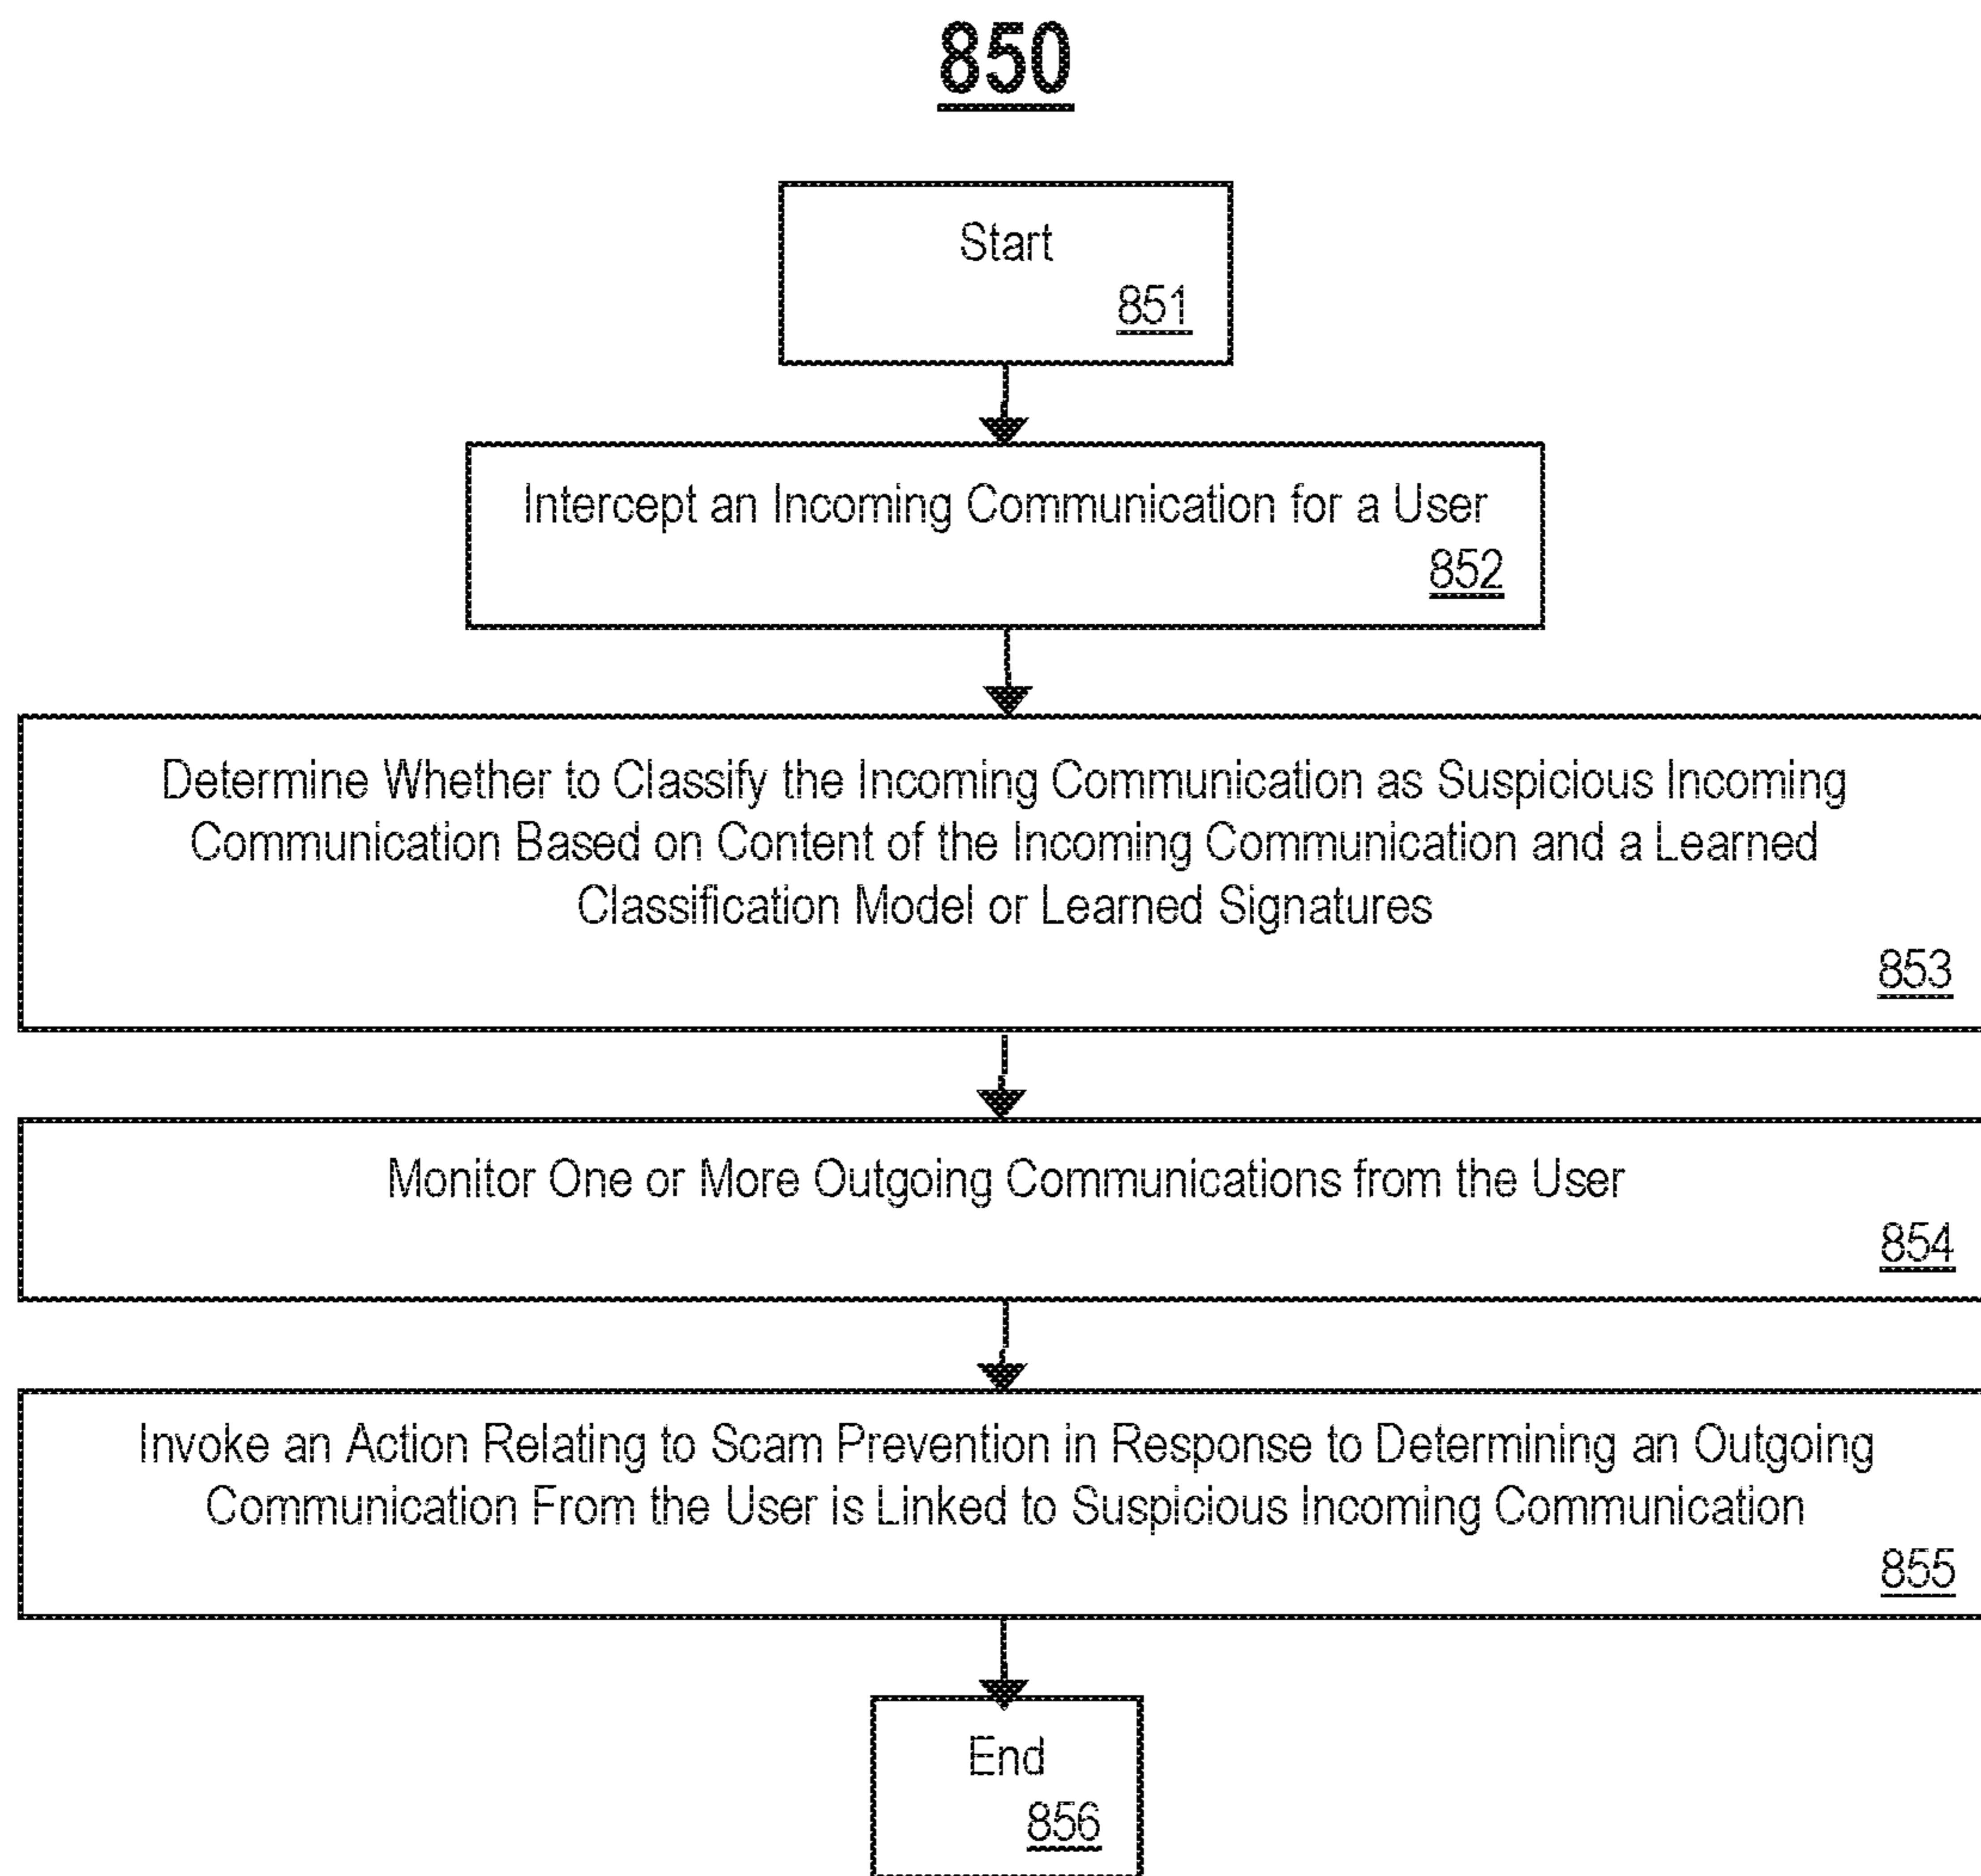 850
Start
851
Intercept an Incoming Communication for a User
852
Determine Whether to Classify the Incoming Communication as Suspicious Incoming
Communication Based on Content of the Incoming Communication and a Learned
Classification Model or Learned Signatures
853
Monitor One or More Outgoing Communications from the User
854
Invoke an Action Relating to Scam Prevention in Response to Determining an Outgoing
Communication From the User is Linked to Suspicious Incoming Communication
855
End
856